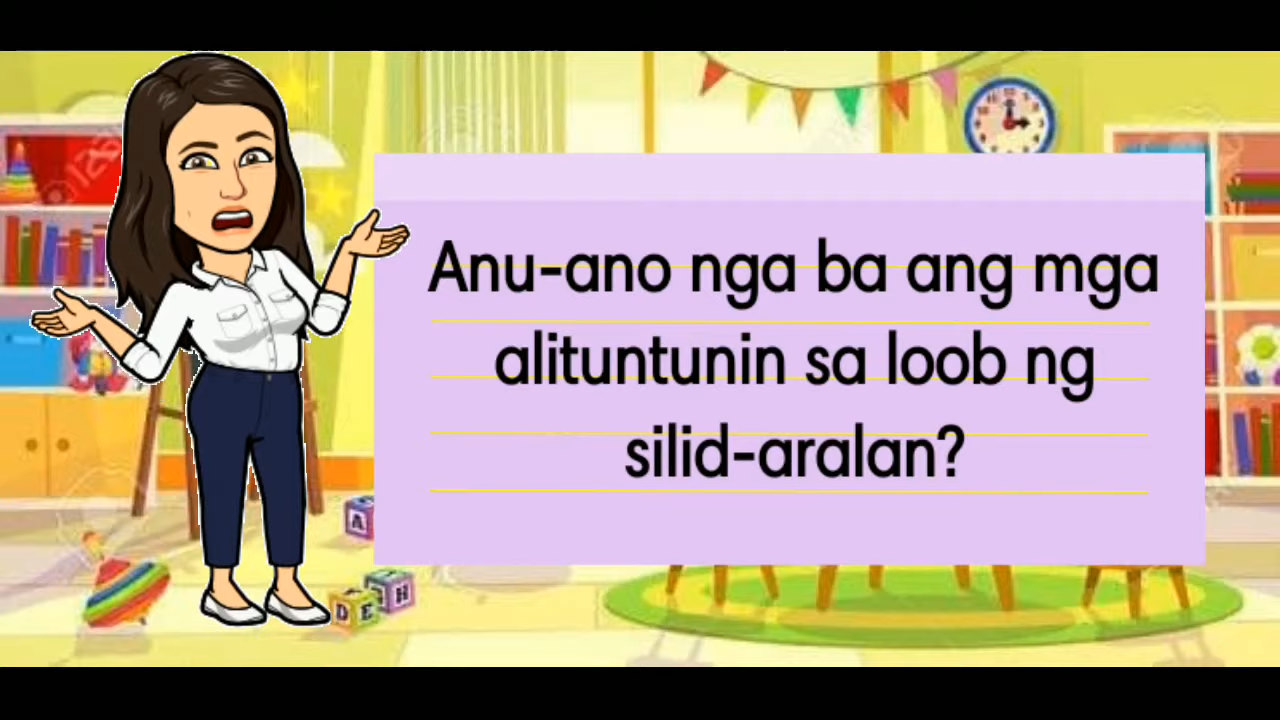 Anu-ano nga ba ang mga
alituntunin sa loob ng
silid-aralan?
A
D E H